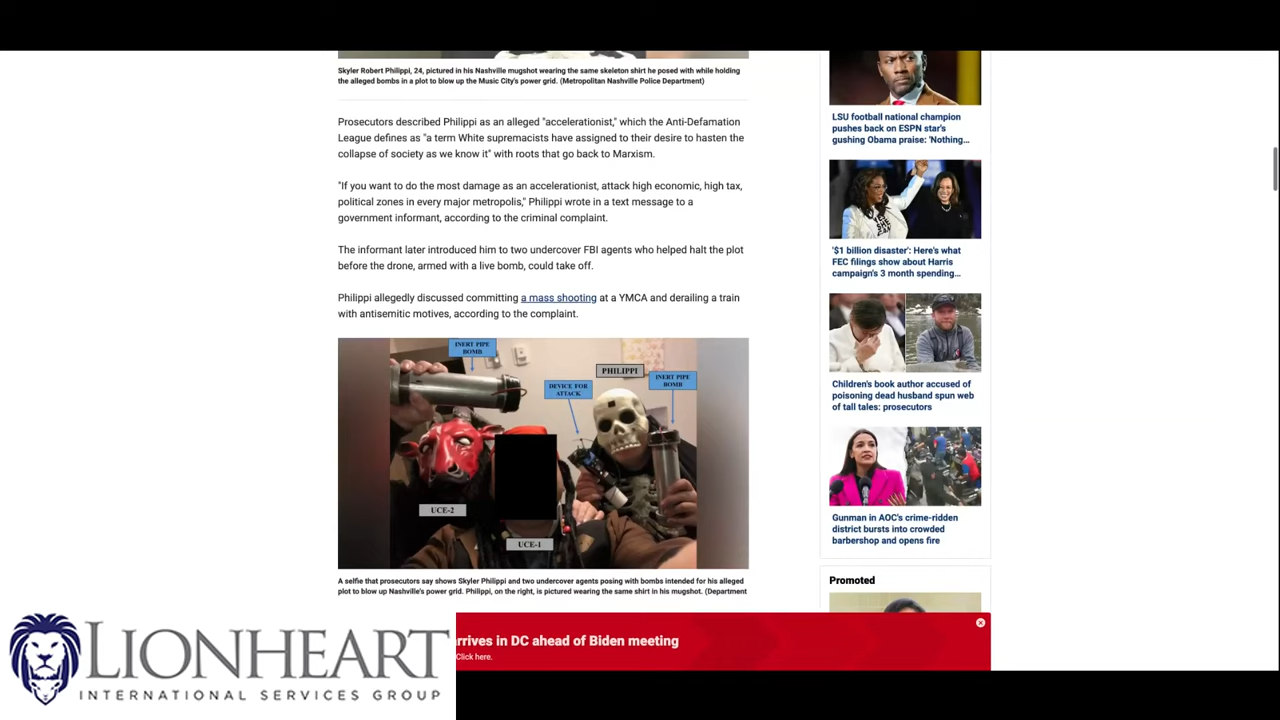 Skyler Robert Philippi, 24, pictured in his Nashville mugshot wearing the same skeleton shirt he posed with while holding
the alleged bombs in a plot to blow up the Music City's power grid. (Metropolitan Nashville Police Department)
Prosecutors described Philippi as an alleged "accelerationist," which the Anti-Defamation
League defines as "a term White supremacists have assigned to their desire to hasten the
collapse of society as we know it" with roots that go back to Marxism.
"If you want to do the most damage as an accelerationist, attack high economic, high tax,
political zones in every major metropolis," Philippi wrote in a text message to a
government informant, according to the criminal complaint.
The informant later introduced him to two undercover FBI agents who helped halt the plot
before the drone, armed with a live bomb, could take off.
Philippi allegedly discussed committing a mass shooting at a YMCA and derailing a train
with antisemitic motives, according to the complaint.
INERT PIPE
BOMB
PHILIPPI
INERT PIPE
BOMB
DEVICE FOR
ATTACK
UCE-2
UCE-1
A selfie that prosecutors say shows Skyler Philippi and two undercover agents posing with bombs intended for his alleged
plot to blow up Nashville's power grid. Philippi, on the right, is pictured wearing the same shirt in his mugshot. (Department
LSU football national champion
pushes back on ESPN star's
gushing Obama praise: 'Nothing...
'$1 billion disaster': Here's what
FEC filings show about Harris
campaign's 3 month spending...
Children's book author accused of
poisoning dead husband spun web
of tall tales: prosecutors
Gunman in AOC's crime-ridden
district bursts into crowded
barbershop and opens fire
Promoted
arrives in DC ahead of Biden meeting
Click here.
LIONHEART
INTERNATIONAL SERVICES GROUP